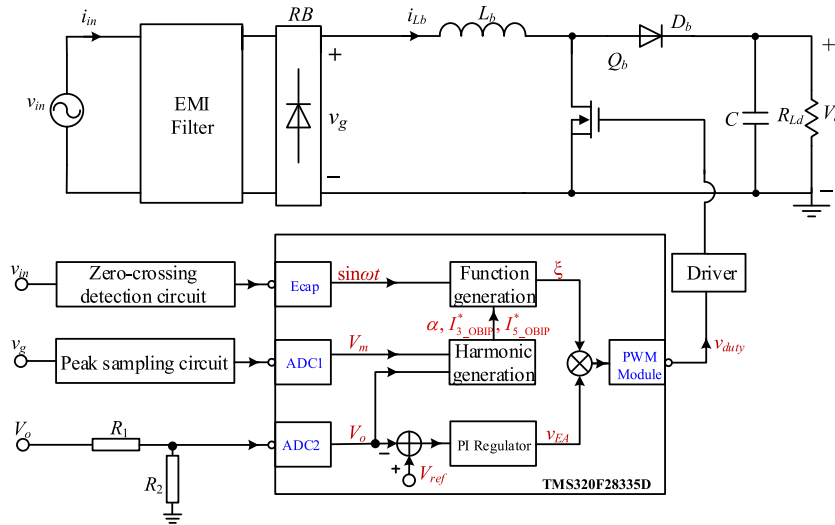 i_in
RB
i_Lb
L_b
D_b
Q_b
+
+
v_in
EMI
Filter
v_g
C
R_Ld
−
−
v_in
Zero-crossing
detection circuit
Ecap
sinωt
Function
generation
ξ
Driver
α, I*_3_OBIP, I*_5_OBIP
v_g
Peak sampling circuit
ADC1
V_m
Harmonic
generation
PWM
Module
v_duty
V_o
R_1
ADC2
V_o
−
PI Regulator
v_EA
+
V_ref
R_2
TMS320F28335D